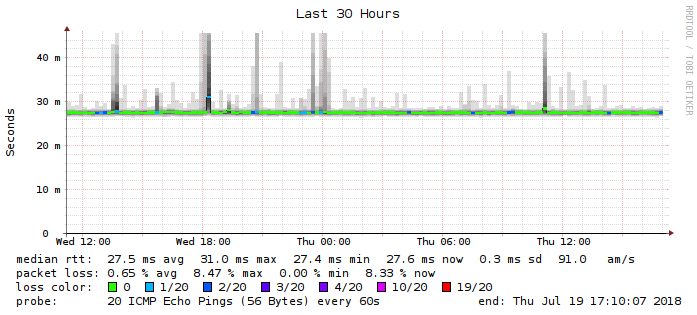 Last 30 Hours
RRDTOOL / TOBI OETIKER
Seconds
40 m
30 m
20 m
10 m
0
Wed 12:00 Wed 18:00 Thu 00:00 Thu 06:00 Thu 12:00
median rtt: 27.5 ms avg 31.0 ms max 27.4 ms min 27.6 ms now 0.3 ms sd 91.0 am/s
packet loss: 0.65 % avg 8.47 % max 0.00 % min 8.33 % now
loss color: 0 1/20 2/20 3/20 4/20 10/20 19/20
probe: 20 ICMP Echo Pings (56 Bytes) every 60s end: Thu Jul 19 17:10:07 2018